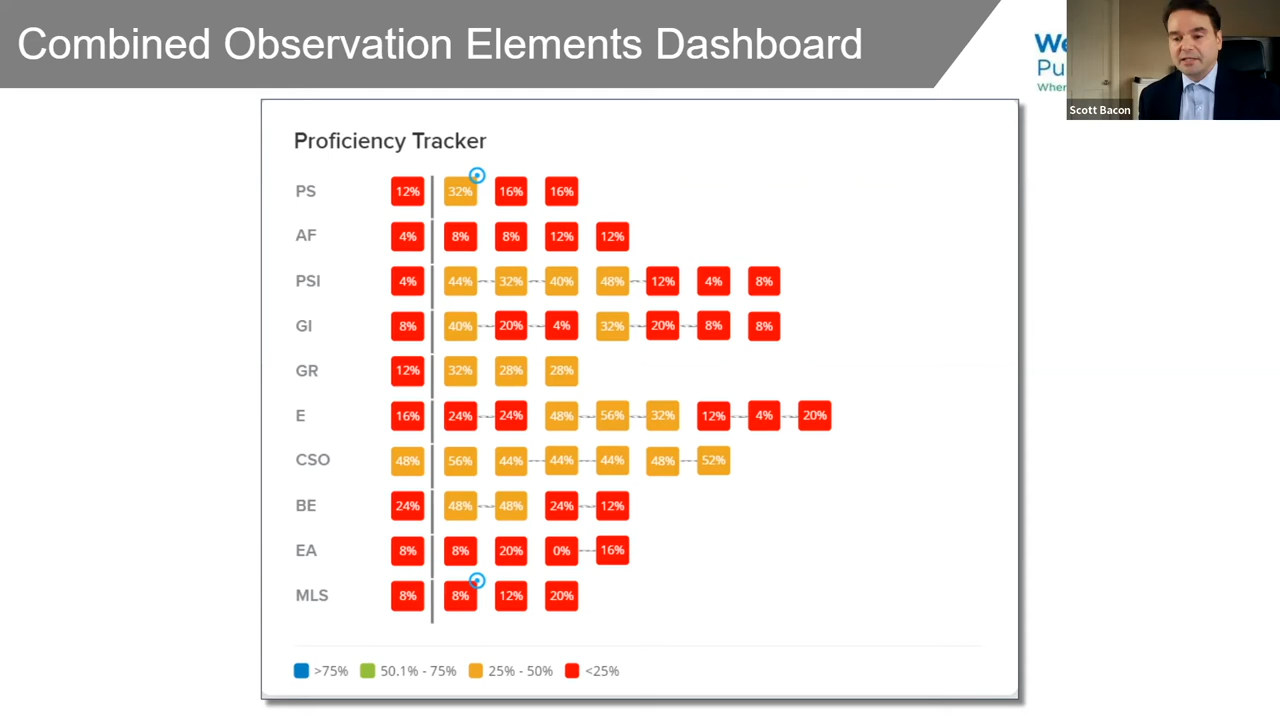 Combined Observation Elements Dashboard
We
Pu
Wher
Scott Bacon
Proficiency Tracker
PS 12% 32% 16% 16%
AF 4% 8% 8% 12% 12%
PSI 4% 44% 32% 40% 48% 12% 4% 8%
GI 8% 40% 20% 4% 32% 20% 8% 8%
GR 12% 32% 28% 28%
E 16% 24% 24% 48% 56% 32% 12% 4% 20%
CSO 48% 56% 44% 44% 44% 48% 52%
BE 24% 48% 48% 24% 12%
EA 8% 8% 20% 0% 16%
MLS 8% 8% 12% 20%
>75% 50.1% - 75% 25% - 50% <25%